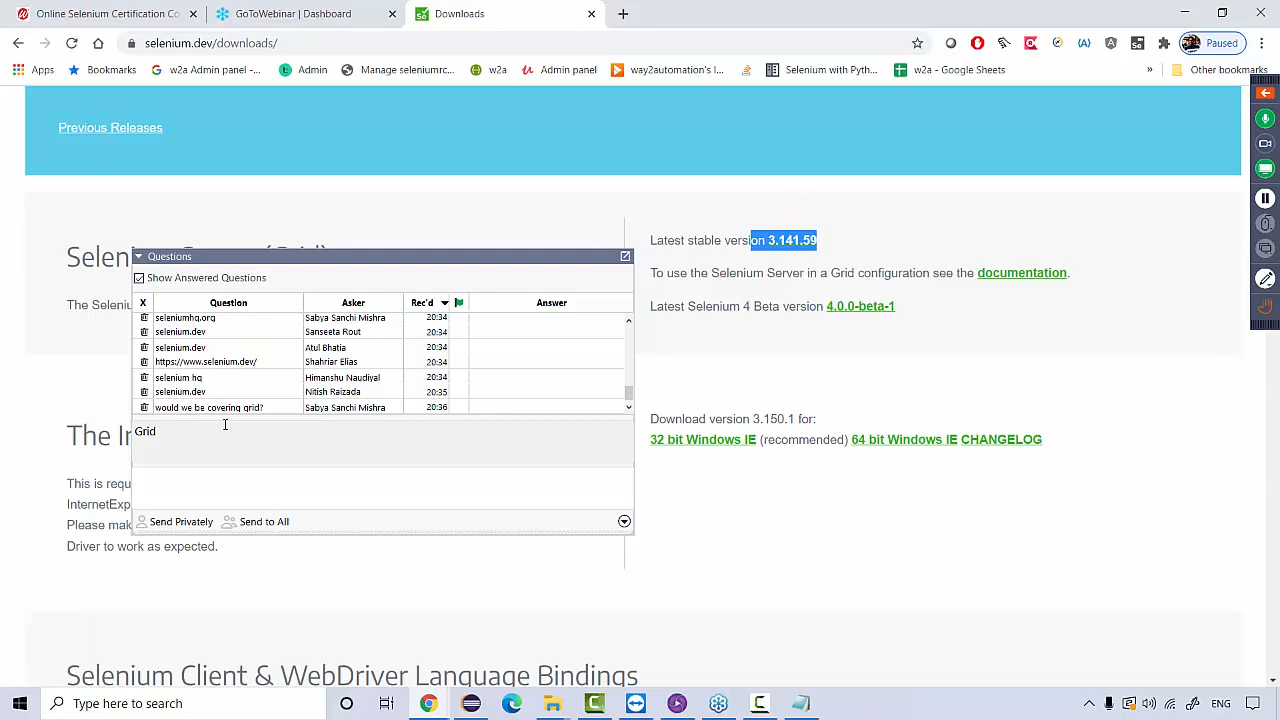 Online Selenium Certification Co
GoToWebinar | Dashboard
Downloads
selenium.dev/downloads/
Paused
Apps
Bookmarks
w2a Admin panel -...
Admin
Manage seleniumrc...
w2a
Admin panel
way2automation's l...
Selenium with Pyth...
w2a - Google Sheets
»
Other bookmarks
Previous Releases
Latest stable version 3.141.59
To use the Selenium Server in a Grid configuration see the documentation.
Latest Selenium 4 Beta version 4.0.0-beta-1
The Seleniu
Questions
Show Answered Questions
X Question Asker Rec'd Answer
seleniumhq.org Sabya Sanchi Mishra 20:34
selenium.dev Sanseeta Rout 20:34
selenium.dev Atul Bhatia 20:34
https://www.selenium.dev/ Shahriar Elias 20:34
selenium hq Himanshu Naudiyal 20:34
selenium.dev Nitish Raizada 20:35
would we be covering grid? Sabya Sanchi Mishra 20:36
Grid
Send Privately Send to All
The In
This is requ
InternetExp
Please mak
Driver to work as expected.
Download version 3.150.1 for:
32 bit Windows IE (recommended) 64 bit Windows IE CHANGELOG
Selenium Client & WebDriver Language Bindings
Type here to search
ENG